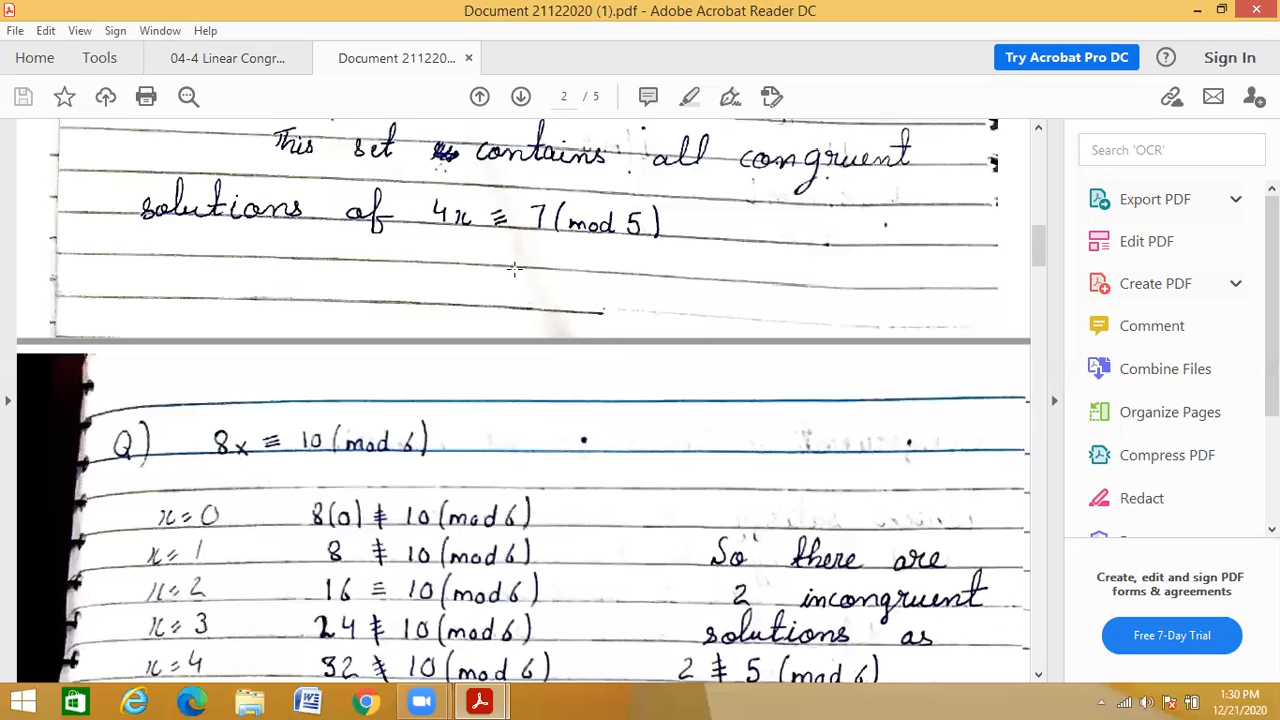 Document 21122020 (1).pdf - Adobe Acrobat Reader DC
File Edit View Sign Window Help
Home Tools 04-4 Linear Congr... Document 211220... ×
Try Acrobat Pro DC Sign In
2 / 5
This set contains all congruent
solutions of 4x ≡ 7(mod 5)
Q) 8x ≡ 10(mod 6)
x=0 8(0) ≢ 10(mod 6)
x=1 8 ≢ 10(mod 6) So there are
x=2 16 ≡ 10(mod 6) 2 incongruent
x=3 24 ≢ 10(mod 6) solutions as
x=4 32 ≢ 10(mod 6) 2 ≢ 5 (mod 6)
Search 'OCR'
Export PDF
Edit PDF
Create PDF
Comment
Combine Files
Organize Pages
Compress PDF
Redact
Create, edit and sign PDF
forms & agreements
Free 7-Day Trial
1:30 PM
12/21/2020